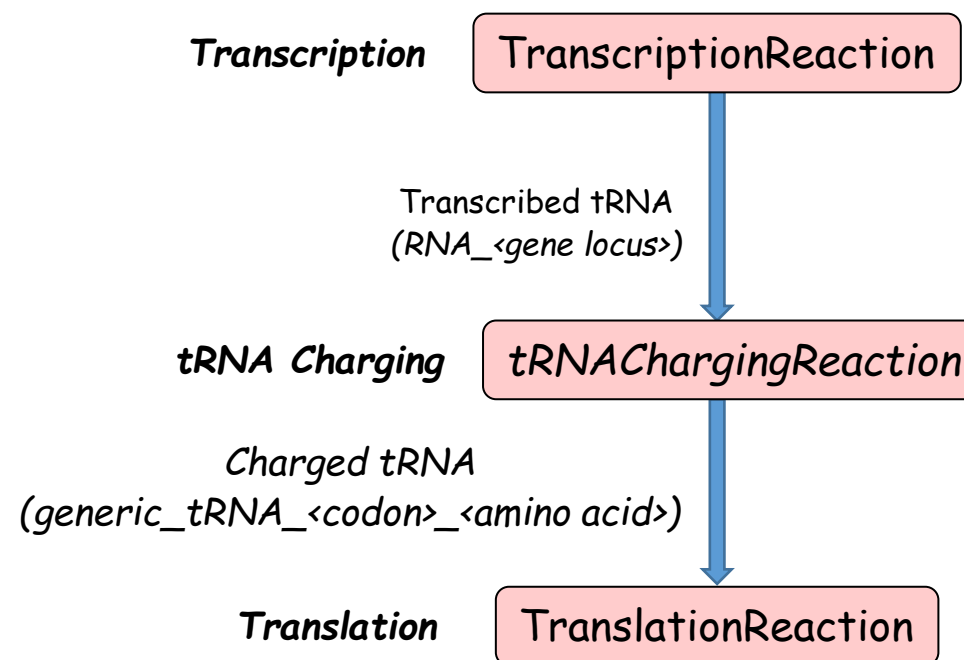 Transcription TranscriptionReaction
Transcribed tRNA
(RNA_<gene locus>)
tRNA Charging tRNAChargingReaction
Charged tRNA
(generic_tRNA_<codon>_<amino acid>)
Translation TranslationReaction